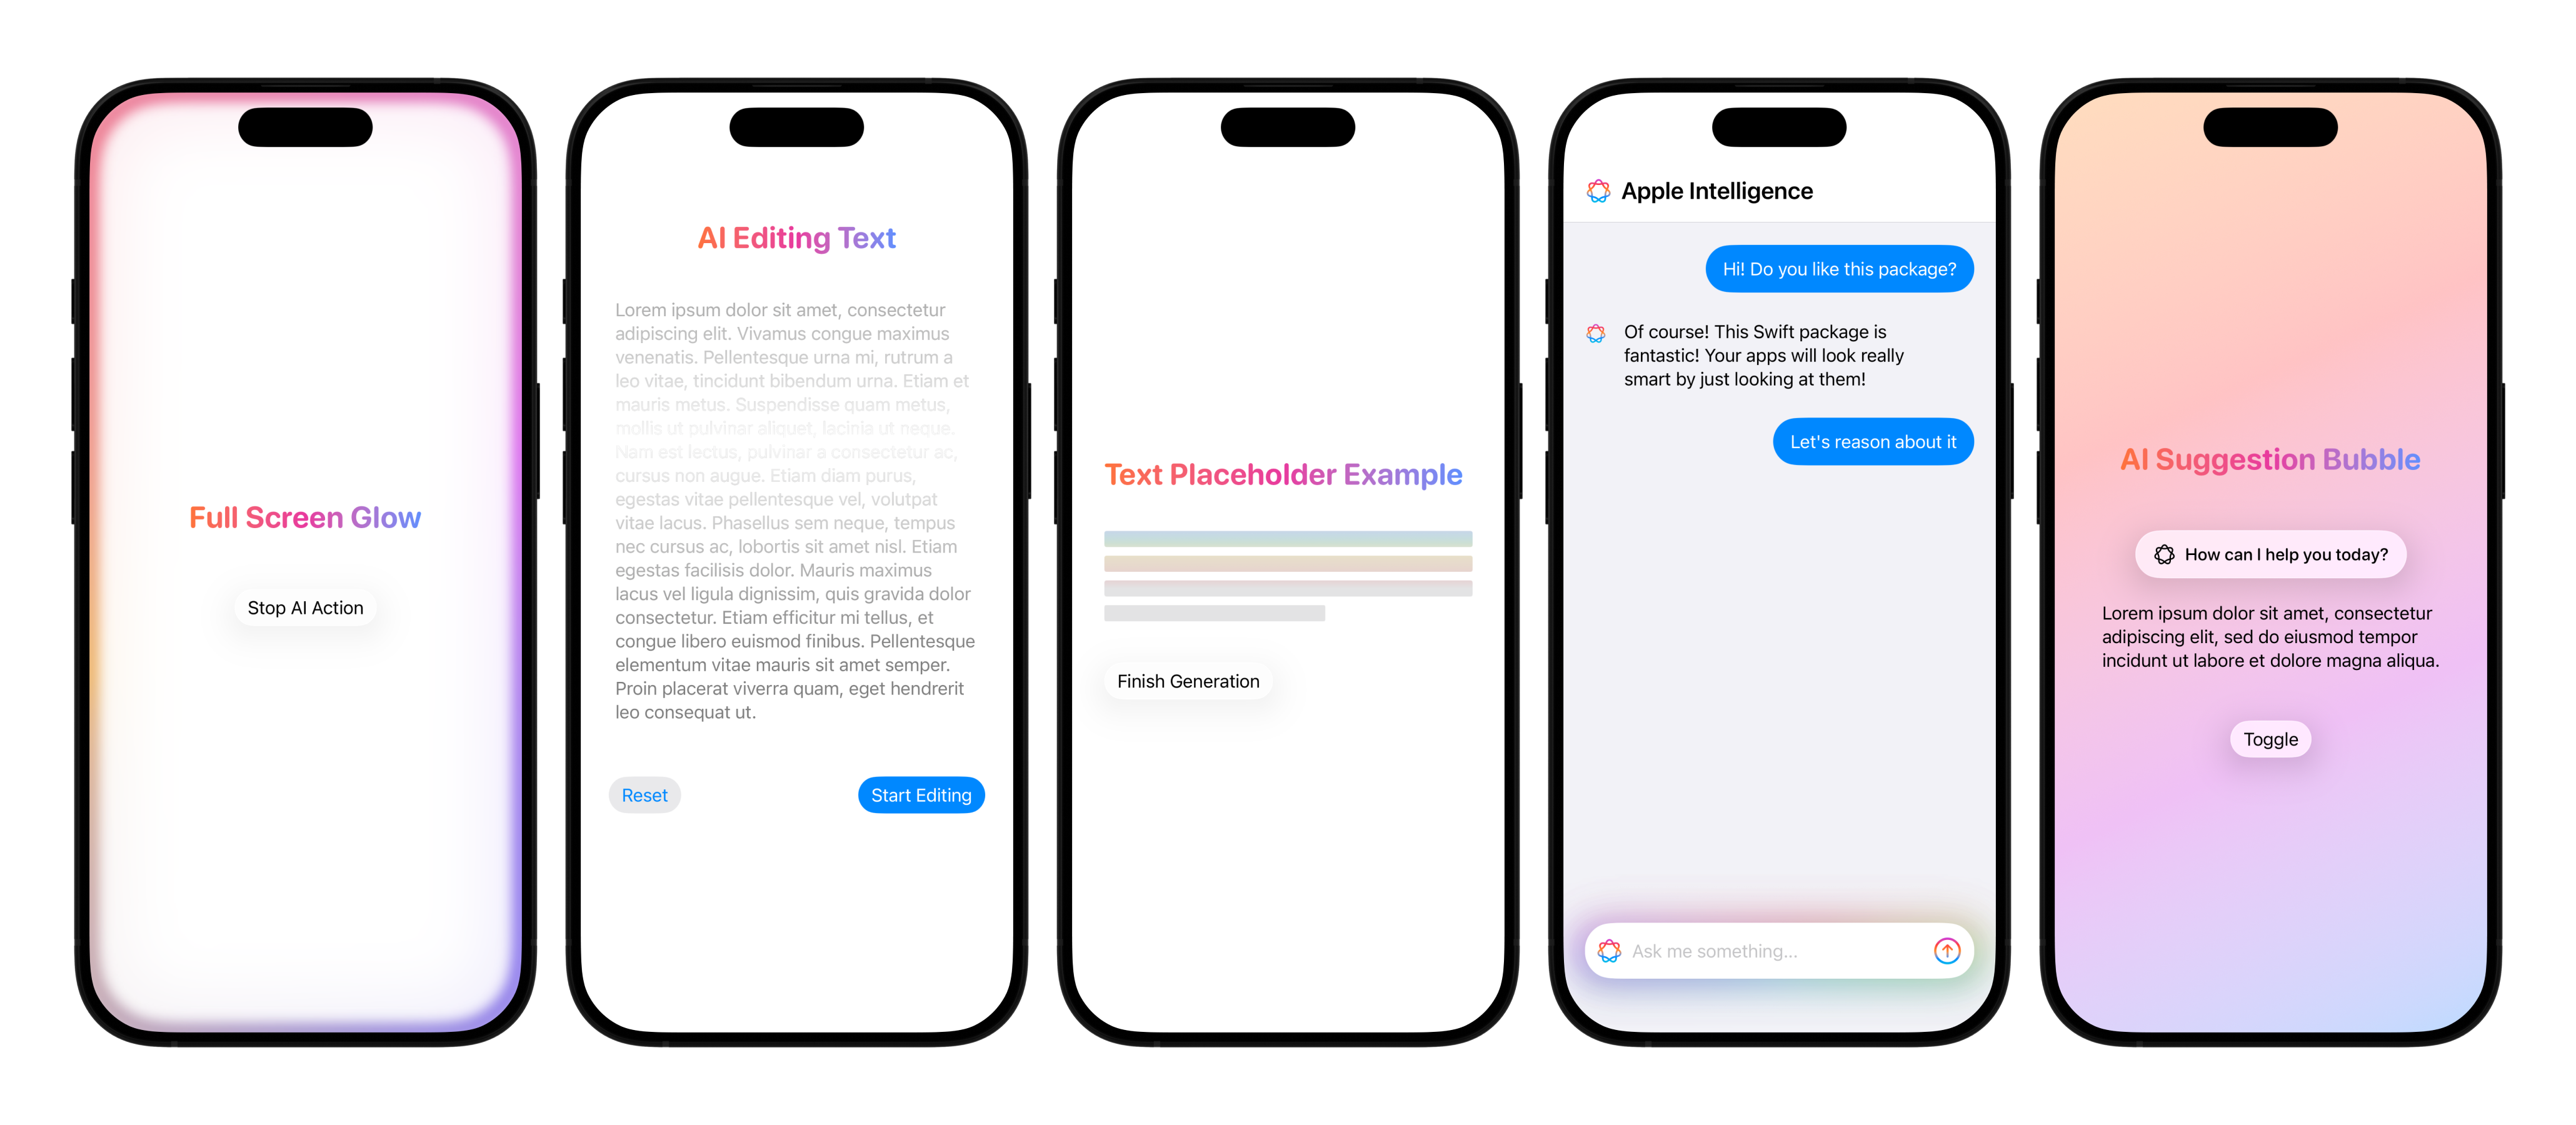 Full Screen Glow
Stop AI Action
AI Editing Text
Lorem ipsum dolor sit amet, consectetur
adipiscing elit. Vivamus congue maximus
venenatis. Pellentesque urna mi, rutrum a
leo vitae, tincidunt bibendum urna. Etiam et
mauris metus. Suspendisse quam metus,
mollis ut pulvinar aliquet, lacinia ut neque.
Nam est lectus, pulvinar a consectetur ac,
cursus non augue. Etiam diam purus,
egestas vitae pellentesque vel, volutpat
vitae lacus. Phasellus sem neque, tempus
nec cursus ac, lobortis sit amet nisl. Etiam
egestas facilisis dolor. Mauris maximus
lacus vel ligula dignissim, quis gravida dolor
consectetur. Etiam efficitur mi tellus, et
congue libero euismod finibus. Pellentesque
elementum vitae mauris sit amet semper.
Proin placerat viverra quam, eget hendrerit
leo consequat ut.
Reset
Start Editing
Text Placeholder Example
Finish Generation
Apple Intelligence
Hi! Do you like this package?
Of course! This Swift package is
fantastic! Your apps will look really
smart by just looking at them!
Let's reason about it
Ask me something...
AI Suggestion Bubble
How can I help you today?
Lorem ipsum dolor sit amet, consectetur
adipiscing elit, sed do eiusmod tempor
incidunt ut labore et dolore magna aliqua.
Toggle